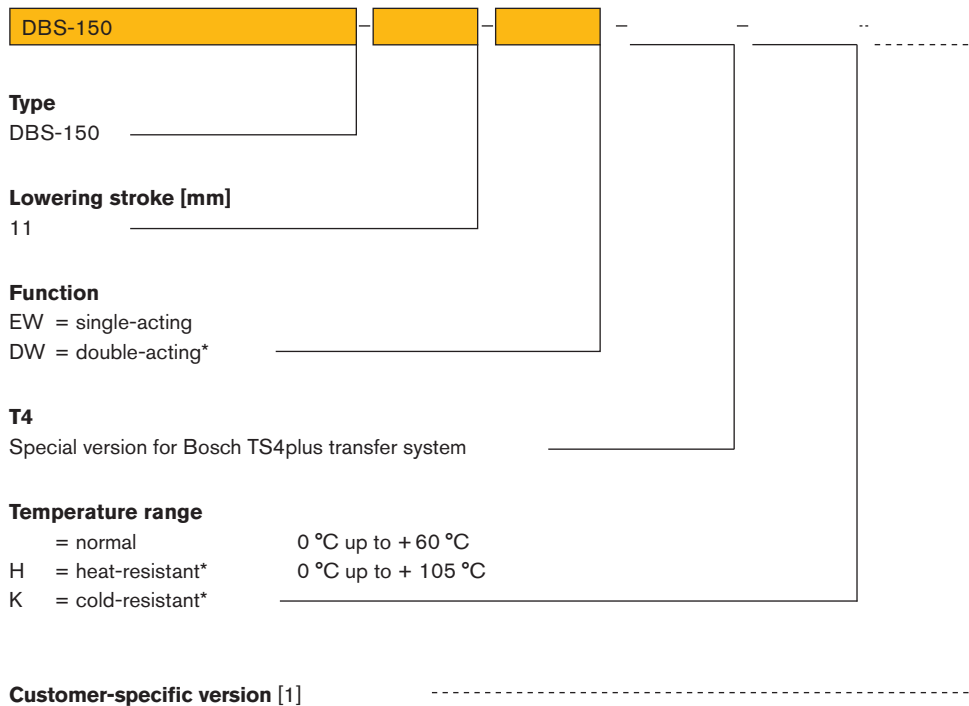 DBS-150 - - - - --
Type
DBS-150
Lowering stroke [mm]
11
Function
EW = single-acting
DW = double-acting*
T4
Special version for Bosch TS4plus transfer system
Temperature range
= normal 0 °C up to +60 °C
H = heat-resistant* 0 °C up to + 105 °C
K = cold-resistant*
Customer-specific version [1]